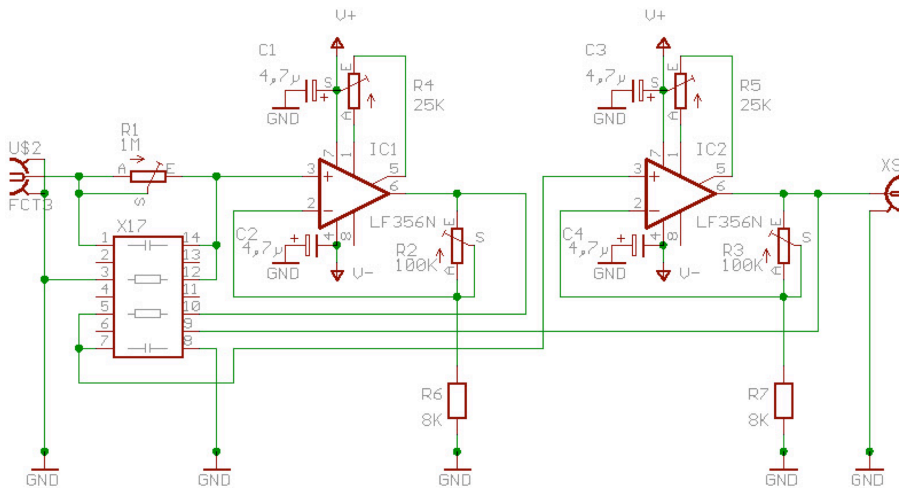 V+
V+
C1
4,7µ
S
E
A
R4
25K
GND
C3
4,7µ
S
E
A
R5
25K
GND
U$2
FCT3
R1
1M
A
E
S
7
1
IC1
3
+
5
6
2
-
4
8
LF356N
7
1
IC2
3
+
5
6
2
-
4
8
LF356N
XS
X17
1
2
3
4
5
6
7
14
13
12
11
10
9
8
C2
4,7µ
+
GND
V-
R2
100K
E
S
A
C4
4,7µ
+
GND
V-
R3
100K
E
S
A
R6
8K
R7
8K
GND
GND
GND
GND
GND